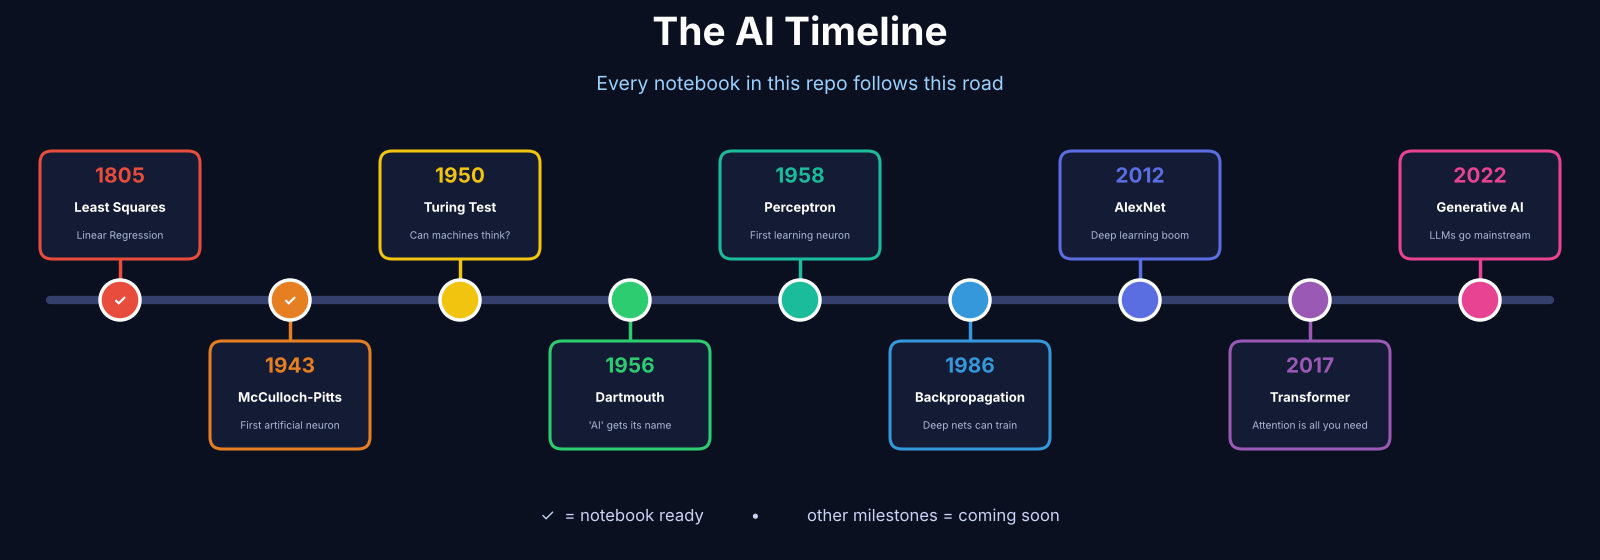 The AI Timeline
Every notebook in this repo follows this road
1805
Least Squares
Linear Regression
1943
McCulloch-Pitts
First artificial neuron
1950
Turing Test
Can machines think?
1956
Dartmouth
'AI' gets its name
1958
Perceptron
First learning neuron
1986
Backpropagation
Deep nets can train
2012
AlexNet
Deep learning boom
2017
Transformer
Attention is all you need
2022
Generative AI
LLMs go mainstream
✓ = notebook ready • other milestones = coming soon